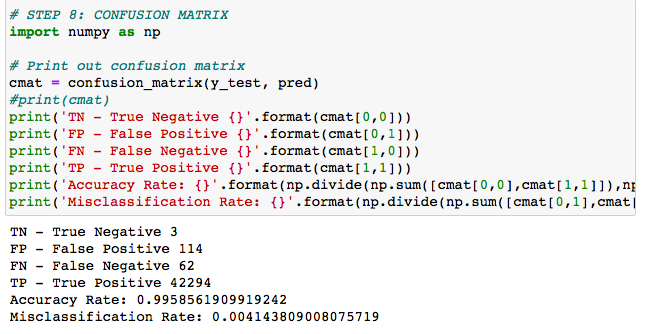 # STEP 8: CONFUSION MATRIX
import numpy as np
# Print out confusion matrix
cmat = confusion_matrix(y_test, pred)
#print(cmat)
print('TN - True Negative {}'.format(cmat[0,0]))
print('FP - False Positive {}'.format(cmat[0,1]))
print('FN - False Negative {}'.format(cmat[1,0]))
print('TP - True Positive {}'.format(cmat[1,1]))
print('Accuracy Rate: {}'.format(np.divide(np.sum([cmat[0,0],cmat[1,1]]),np
print('Misclassification Rate: {}'.format(np.divide(np.sum([cmat[0,1],cmat[
TN - True Negative 3
FP - False Positive 114
FN - False Negative 62
TP - True Positive 42294
Accuracy Rate: 0.9958561909919242
Misclassification Rate: 0.004143809008075719